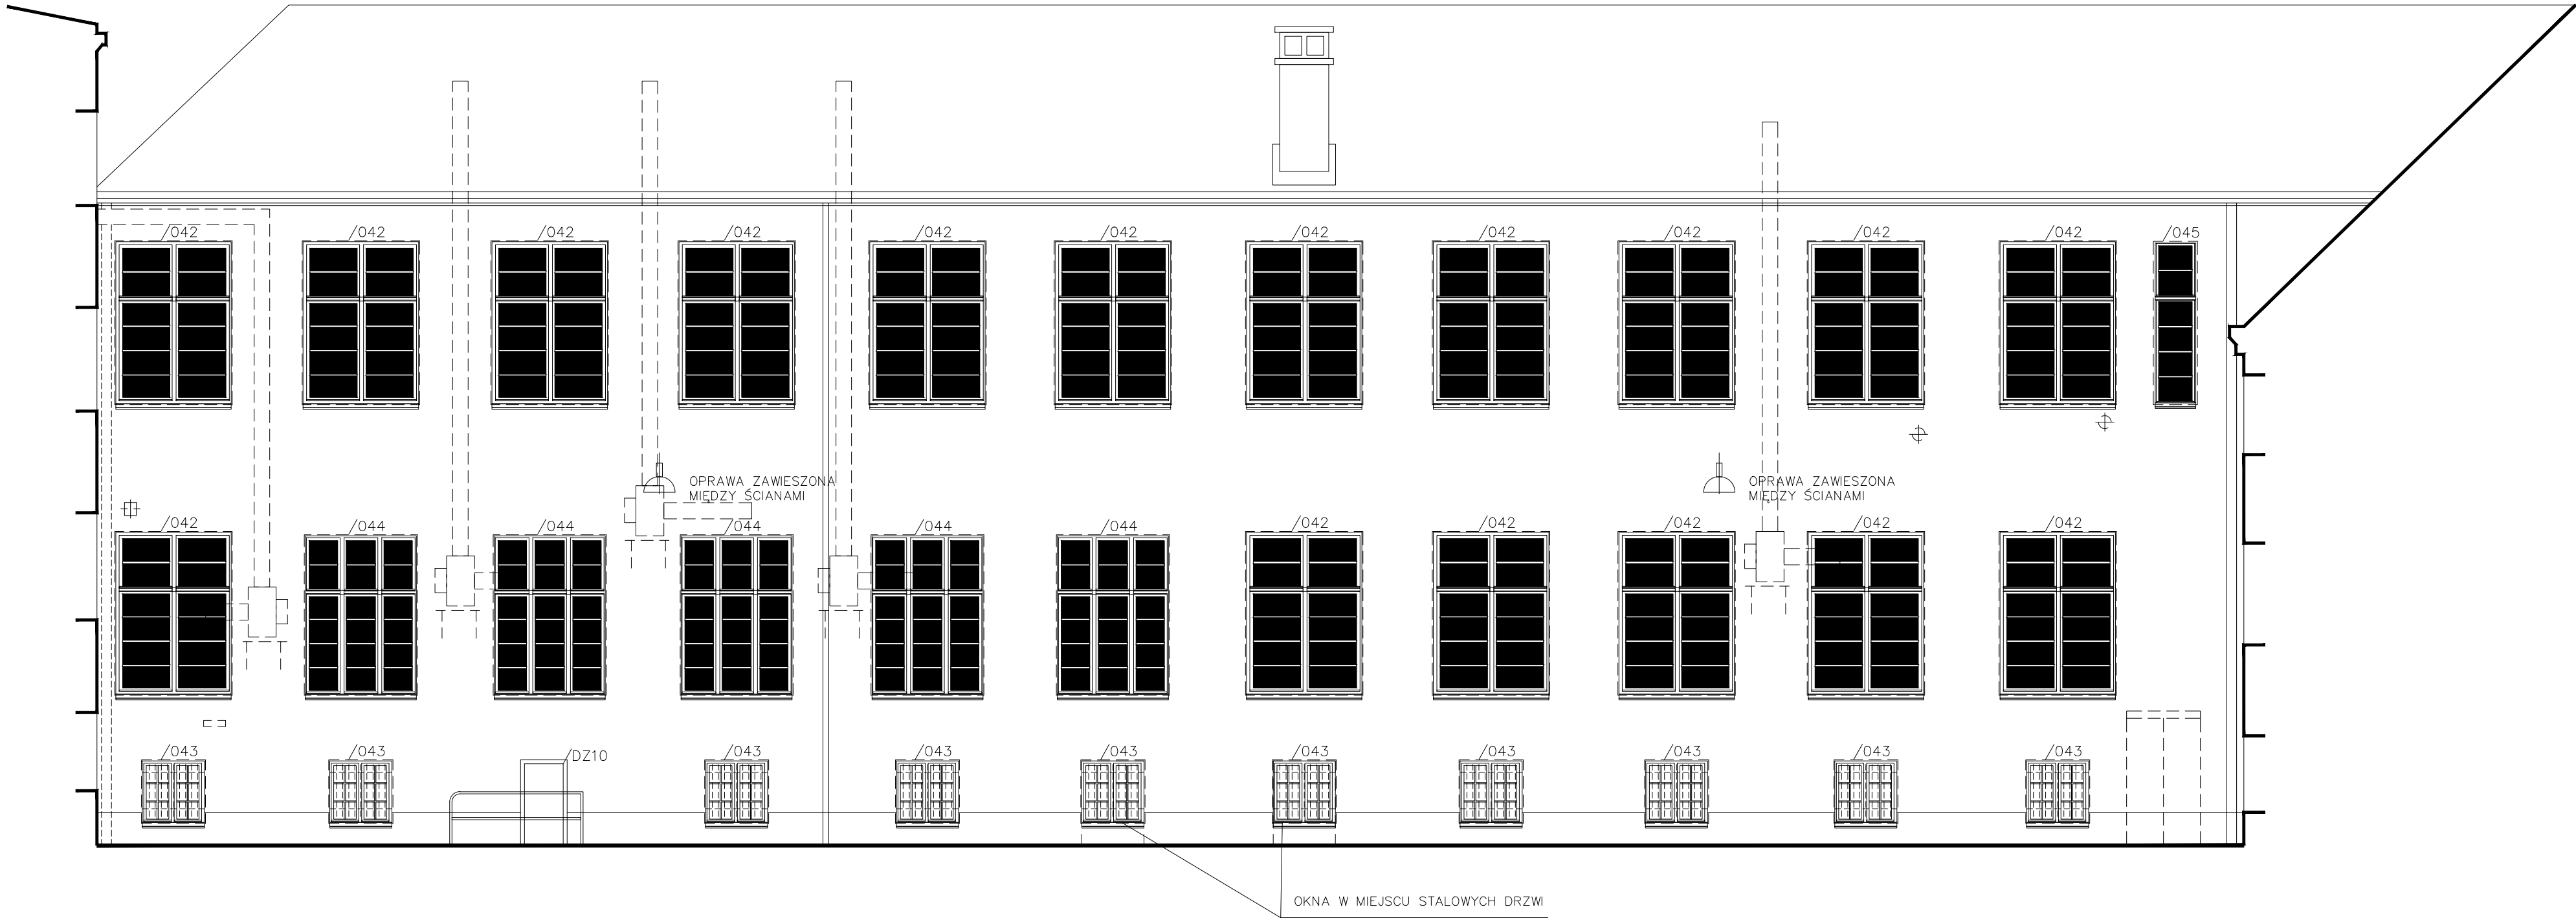 /042 /042 /042 /042 /042 /042 /042 /042 /042 /042 /042 /045
OPRAWA ZAWIESZONA
MIĘDZY ŚCIANAMI
OPRAWA ZAWIESZONA
MIĘDZY ŚCIANAMI
/042 /044 /044 /044 /044 /044 /042 /042 /042 /042 /042
/043 /043 /DZ10 /043 /043 /043 /043 /043 /043 /043 /043
OKNA W MIEJSCU STALOWYCH DRZWI